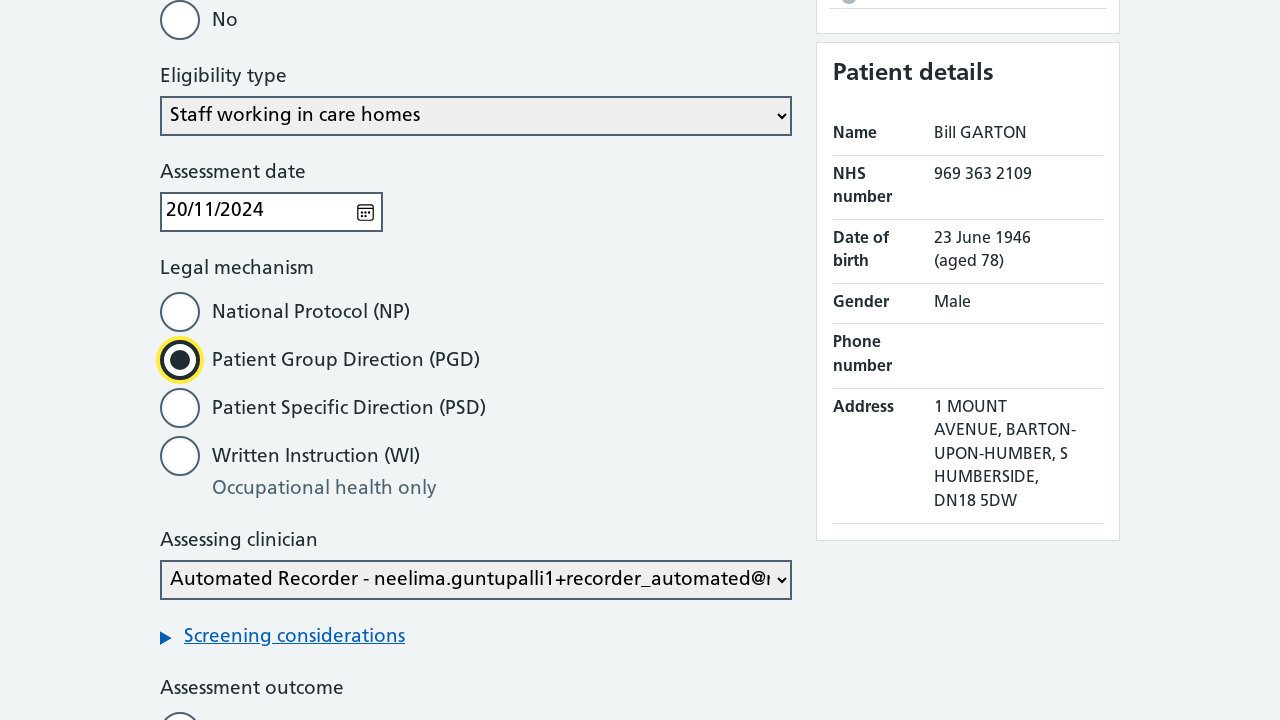 No
Eligibility type
Staff working in care homes
Assessment date
20/11/2024
Legal mechanism
National Protocol (NP)
Patient Group Direction (PGD)
Patient Specific Direction (PSD)
Written Instruction (WI)
Occupational health only
Assessing clinician
Automated Recorder - neelima.guntupalli1+recorder_automated@
Screening considerations
Assessment outcome
Patient details
Name Bill GARTON
NHS 969 363 2109
number
Date of 23 June 1946
birth (aged 78)
Gender Male
Phone
number
Address 1 MOUNT
AVENUE, BARTON-
UPON-HUMBER, S
HUMBERSIDE,
DN18 5DW